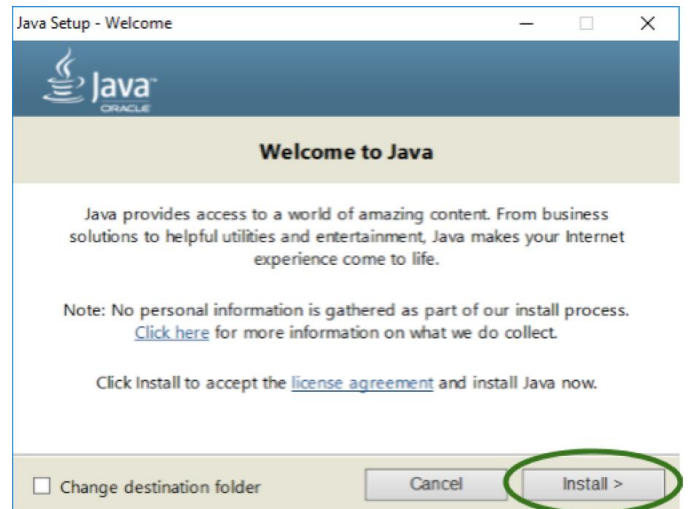 Java Setup - Welcome
Java™
ORACLE
Welcome to Java
Java provides access to a world of amazing content. From business
solutions to helpful utilities and entertainment, Java makes your Internet
experience come to life.
Note: No personal information is gathered as part of our install process.
Click here for more information on what we do collect.
Click Install to accept the license agreement and install Java now.
Change destination folder
Cancel
Install >